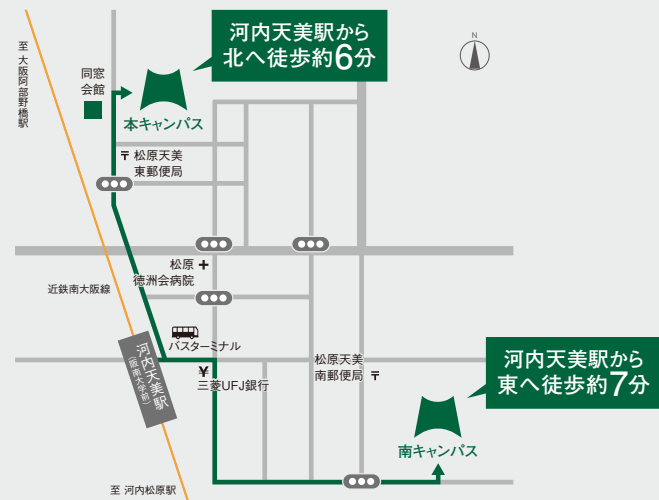 河内天美駅から
北へ徒歩約6分
N
至 大阪阿部野橋駅
同窓
会館
本キャンパス
〒 松原天美
東郵便局
松原
徳洲会病院
近鉄南大阪線
バスターミナル
河内天美駅
（阪南大学前）
¥
三菱UFJ銀行
松原天美
南郵便局 〒
河内天美駅から
東へ徒歩約7分
南キャンパス
至 河内松原駅